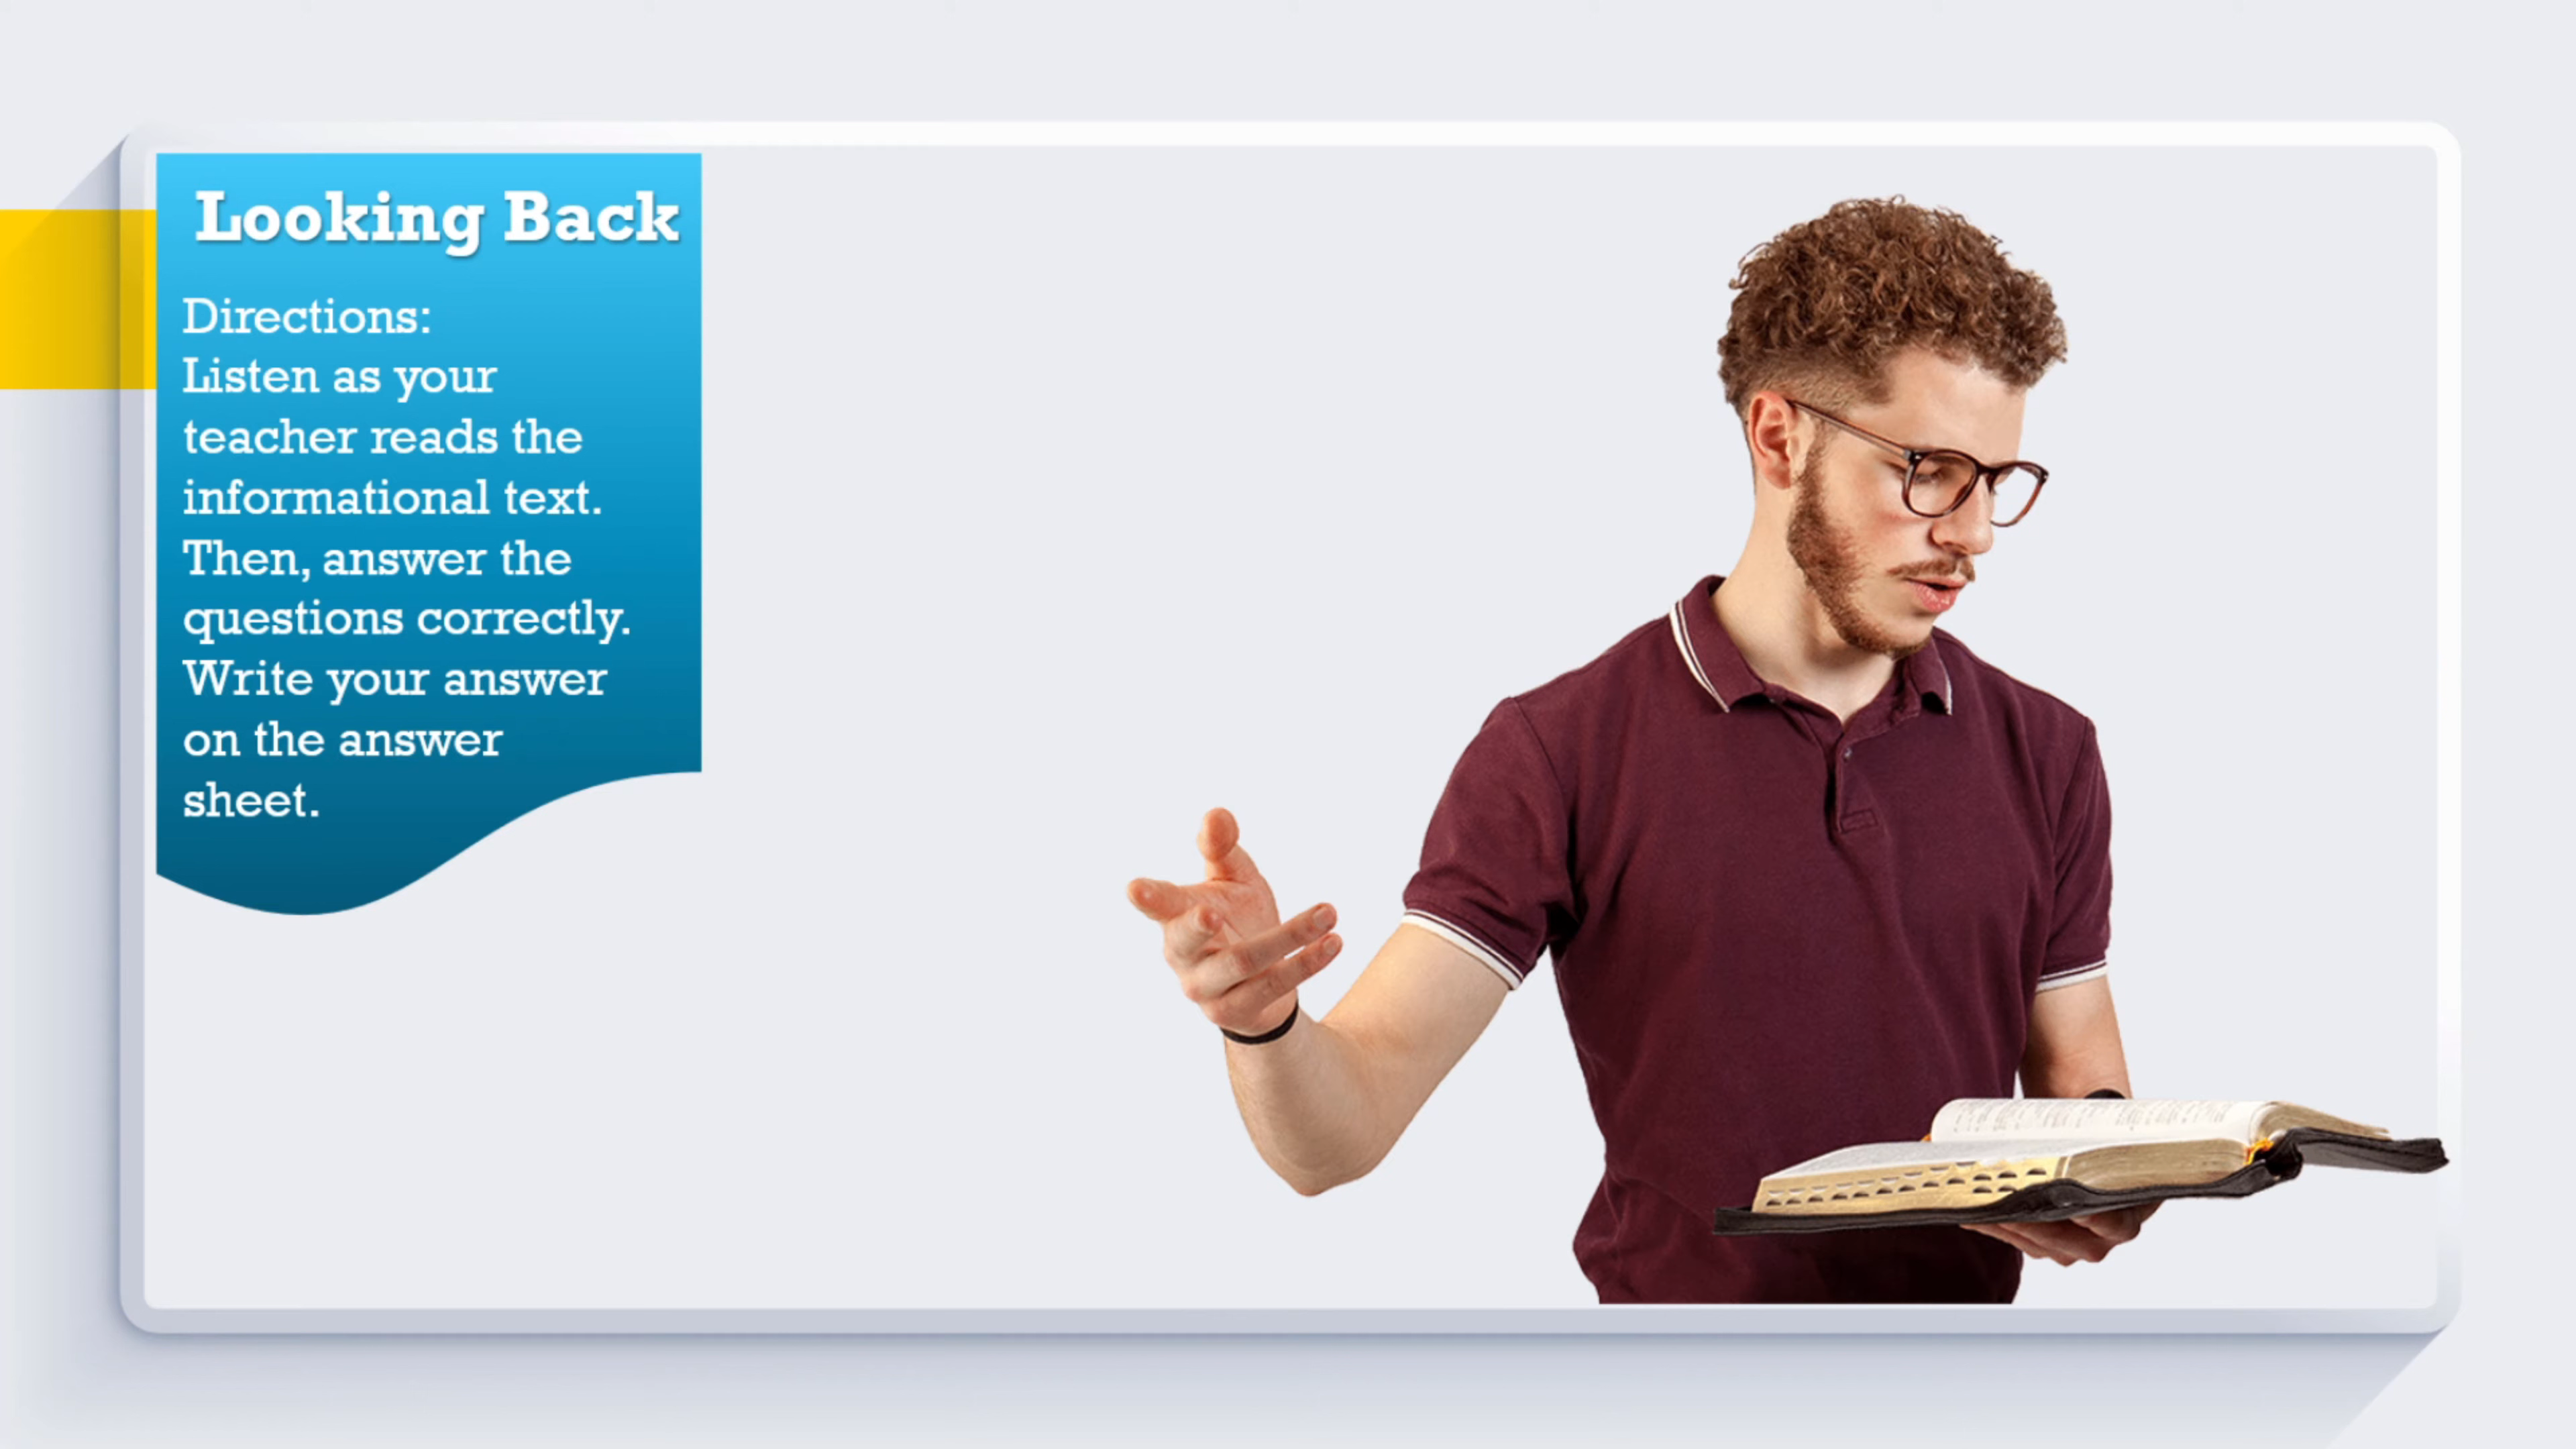 Looking Back
Directions:
Listen as your
teacher reads the
informational text.
Then, answer the
questions correctly.
Write your answer
on the answer
sheet.